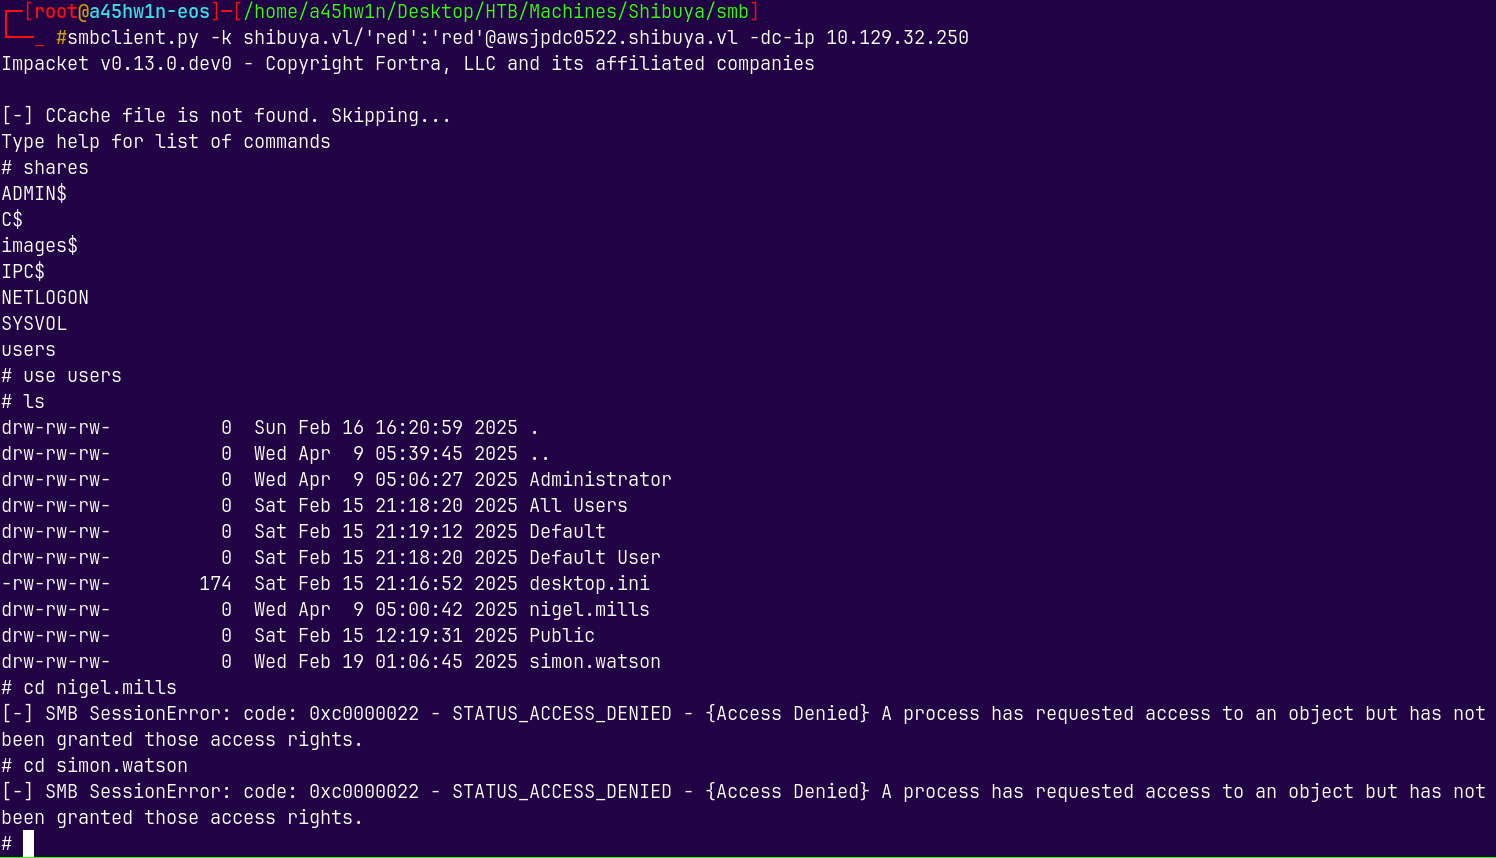 ┌─[root@a45hw1n-eos]─[/home/a45hw1n/Desktop/HTB/Machines/Shibuya/smb]
└──_ #smbclient.py -k shibuya.vl/'red':'red'@awsjpdc0522.shibuya.vl -dc-ip 10.129.32.250
Impacket v0.13.0.dev0 - Copyright Fortra, LLC and its affiliated companies

[-] CCache file is not found. Skipping...
Type help for list of commands
# shares
ADMIN$
C$
images$
IPC$
NETLOGON
SYSVOL
users
# use users
# ls
drw-rw-rw-          0  Sun Feb 16 16:20:59 2025 .
drw-rw-rw-          0  Wed Apr  9 05:39:45 2025 ..
drw-rw-rw-          0  Wed Apr  9 05:06:27 2025 Administrator
drw-rw-rw-          0  Sat Feb 15 21:18:20 2025 All Users
drw-rw-rw-          0  Sat Feb 15 21:19:12 2025 Default
drw-rw-rw-          0  Sat Feb 15 21:18:20 2025 Default User
-rw-rw-rw-        174  Sat Feb 15 21:16:52 2025 desktop.ini
drw-rw-rw-          0  Wed Apr  9 05:00:42 2025 nigel.mills
drw-rw-rw-          0  Sat Feb 15 12:19:31 2025 Public
drw-rw-rw-          0  Wed Feb 19 01:06:45 2025 simon.watson
# cd nigel.mills
[-] SMB SessionError: code: 0xc0000022 - STATUS_ACCESS_DENIED - {Access Denied} A process has requested access to an object but has not
been granted those access rights.
# cd simon.watson
[-] SMB SessionError: code: 0xc0000022 - STATUS_ACCESS_DENIED - {Access Denied} A process has requested access to an object but has not
been granted those access rights.
#